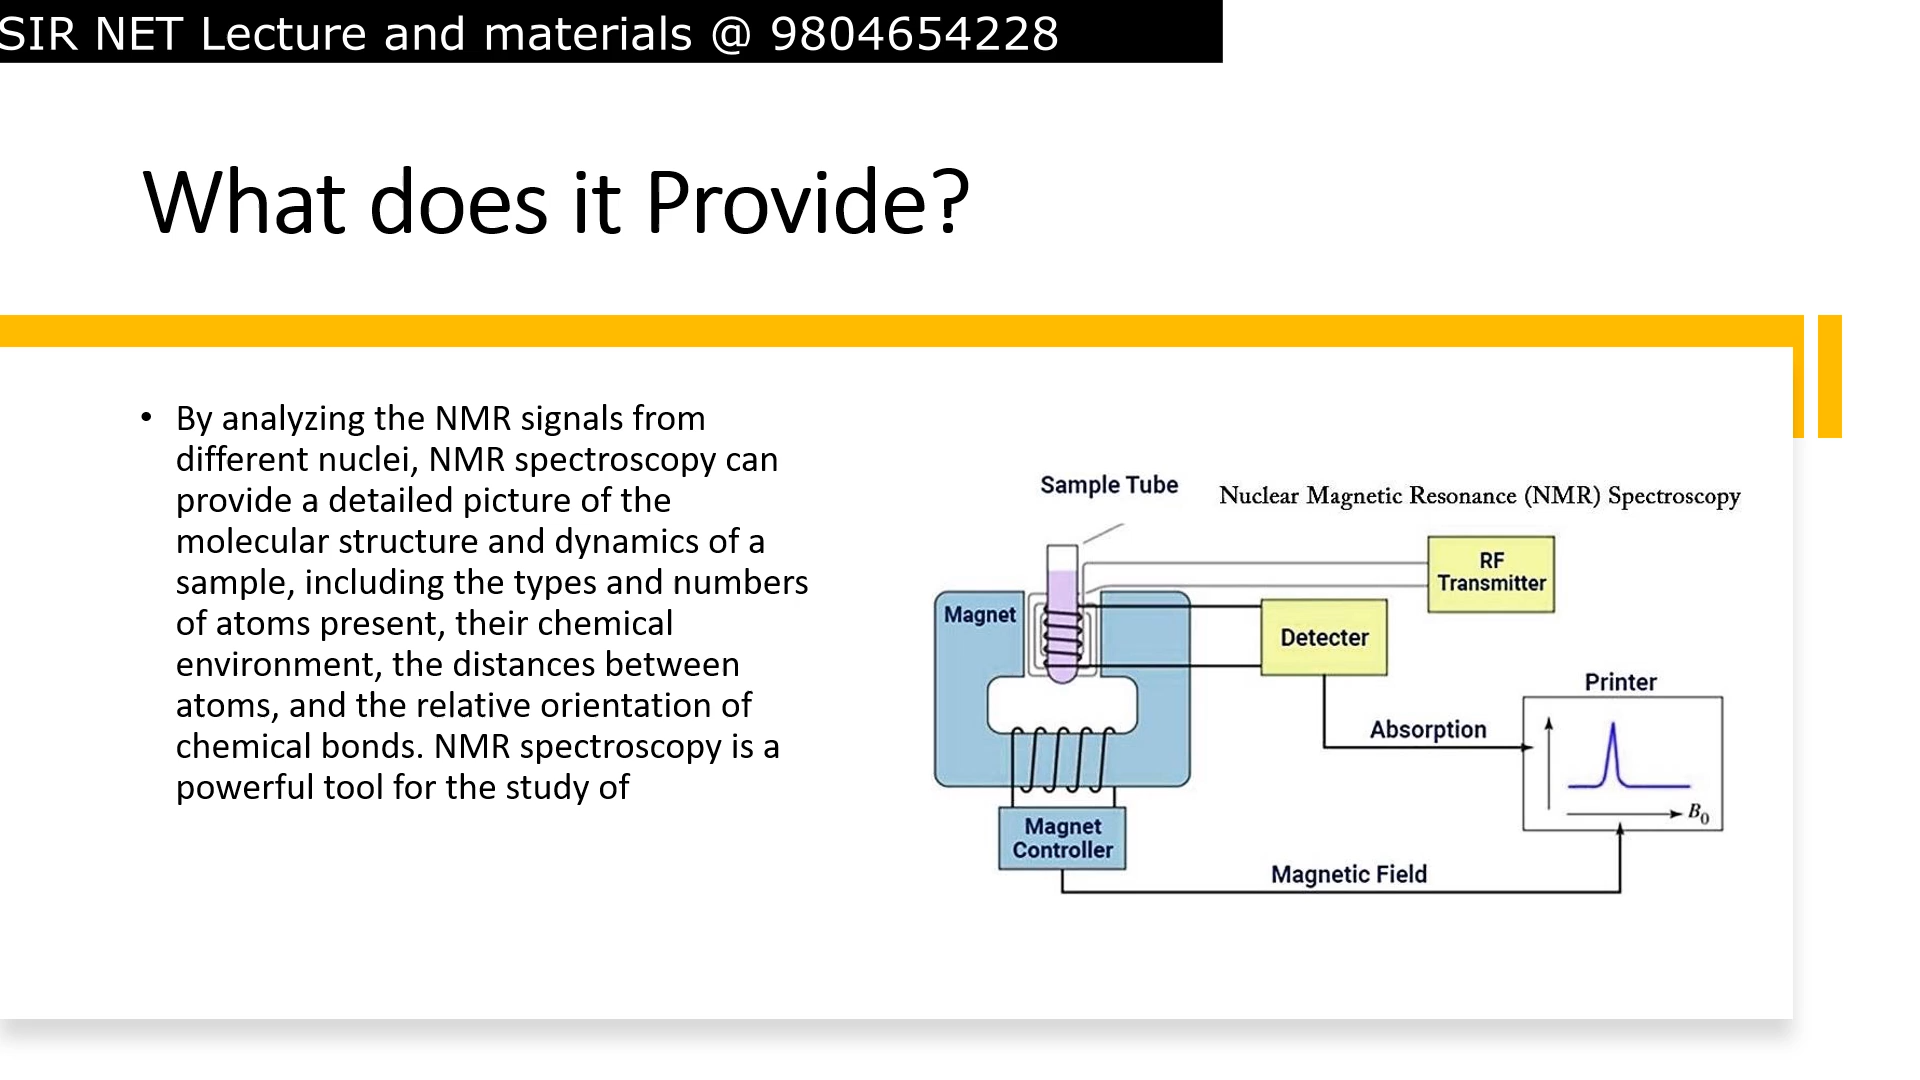 SIR NET Lecture and materials @ 9804654228
What does it Provide?
• By analyzing the NMR signals from
different nuclei, NMR spectroscopy can
provide a detailed picture of the
molecular structure and dynamics of a
sample, including the types and numbers
of atoms present, their chemical
environment, the distances between
atoms, and the relative orientation of
chemical bonds. NMR spectroscopy is a
powerful tool for the study of
Sample Tube
Nuclear Magnetic Resonance (NMR) Spectroscopy
RF
Transmitter
Magnet
Detecter
Printer
Absorption
B₀
Magnet
Controller
Magnetic Field